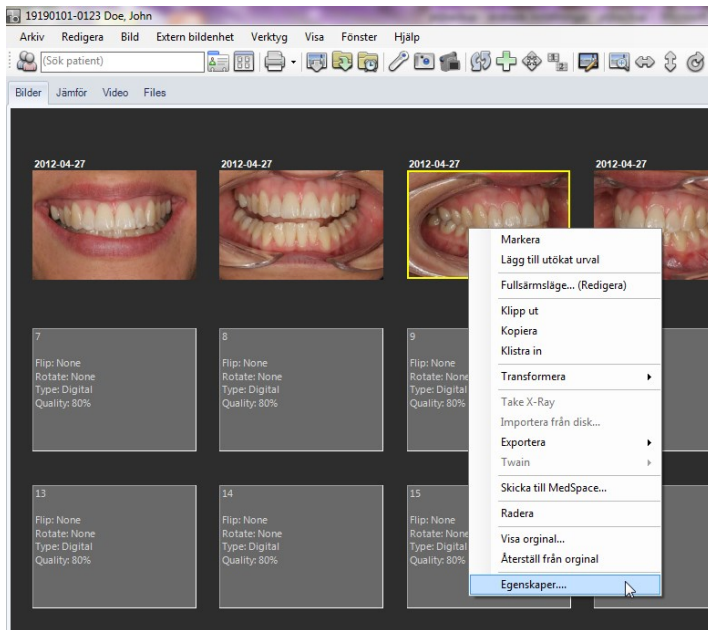 19190101-0123 Doe, John
Arkiv Redigera Bild Extern bildenhet Verktyg Visa Fönster Hjälp
(Sök patient)
Bilder Jämför Video Files
2012-04-27 2012-04-27 2012-04-27 2012-04-27
7 8 9
Flip: None Flip: None Flip: None
Rotate: None Rotate: None Rotate: None
Type: Digital Type: Digital Type: Digital
Quality: 80% Quality: 80% Quality: 80%
13 14 15
Flip: None Flip: None Flip: None
Rotate: None Rotate: None Rotate: None
Type: Digital Type: Digital Type: Digital
Quality: 80% Quality: 80% Quality: 80%
Markera
Lägg till utökat urval
Fullsärmsläge... (Redigera)
Klipp ut
Kopiera
Klistra in
Transformera
Take X-Ray
Importera från disk...
Exportera
Twain
Skicka till MedSpace...
Radera
Visa orginal...
Återställ från orginal
Egenskaper....